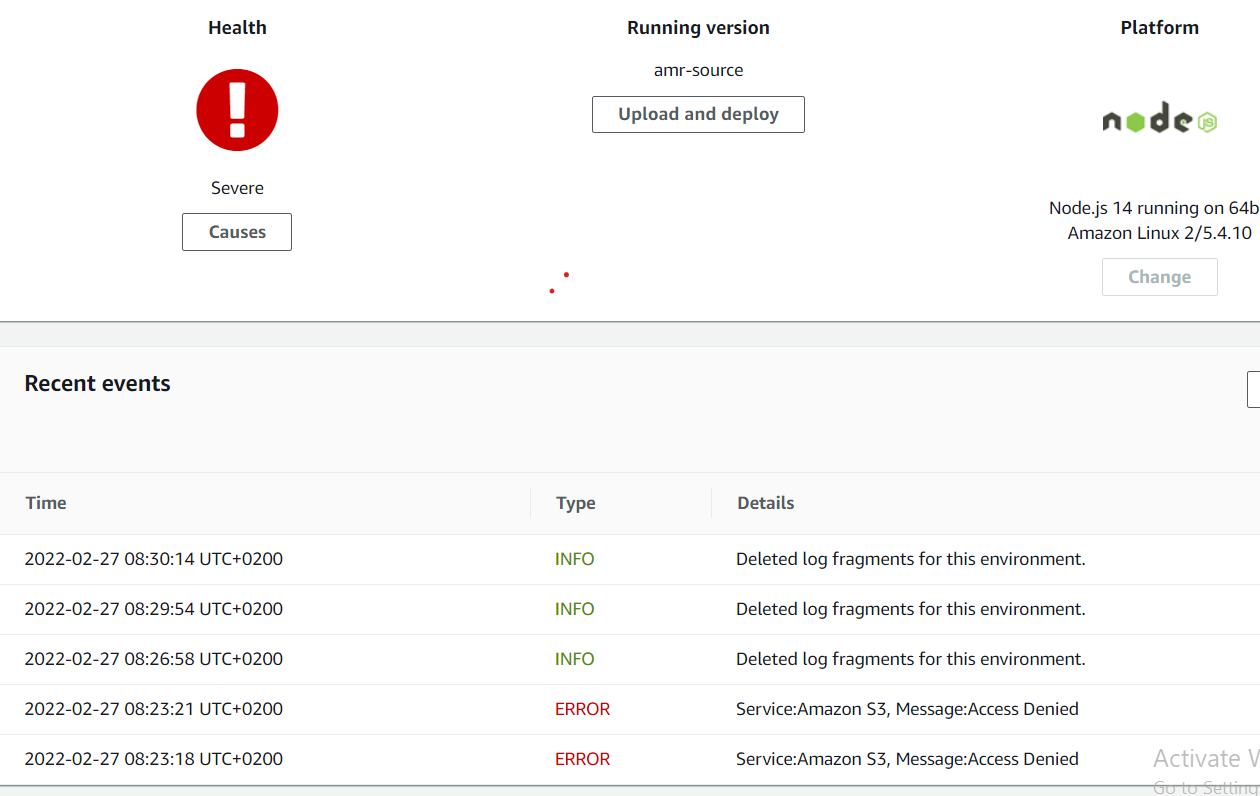 Health
Running version
Platform
amr-source
Upload and deploy
node JS
Severe
Causes
Node.js 14 running on 64b
Amazon Linux 2/5.4.10
Change
Recent events
Time Type Details
2022-02-27 08:30:14 UTC+0200 INFO Deleted log fragments for this environment.
2022-02-27 08:29:54 UTC+0200 INFO Deleted log fragments for this environment.
2022-02-27 08:26:58 UTC+0200 INFO Deleted log fragments for this environment.
2022-02-27 08:23:21 UTC+0200 ERROR Service:Amazon S3, Message:Access Denied
2022-02-27 08:23:18 UTC+0200 ERROR Service:Amazon S3, Message:Access Denied
Activate W
Go to Setting